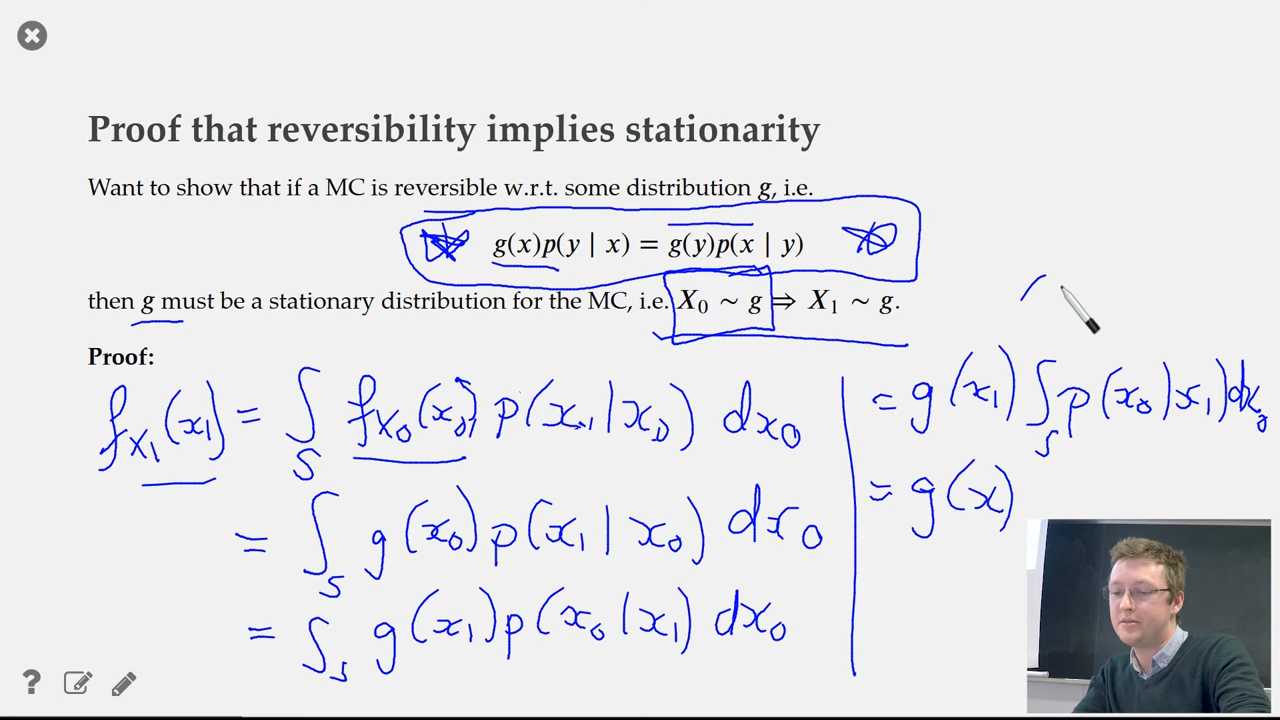 Proof that reversibility implies stationarity
Want to show that if a MC is reversible w.r.t. some distribution g, i.e.
g(x)p(y | x) = g(y)p(x | y)
then g must be a stationary distribution for the MC, i.e. X₀ ∼ g ⇒ X₁ ∼ g.
Proof:
f_{X₁}(x₁) = ∫_S f_{X₀}(x₀) p(x₁|x₀) dx₀
= ∫_S g(x₀) p(x₁|x₀) dx₀
= ∫_S g(x₁) p(x₀|x₁) dx₀
= g(x₁) ∫_S p(x₀|x₁) dx₀
= g(x)
?